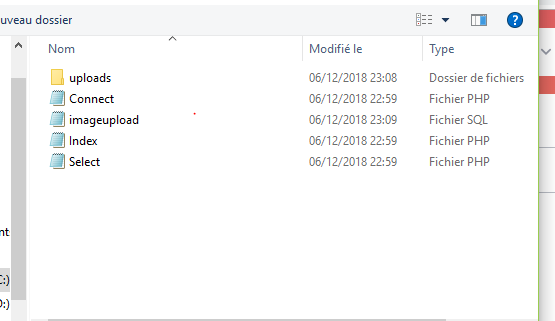 uveau dossier
Nom Modifié le Type
uploads 06/12/2018 23:08 Dossier de fichiers
Connect 06/12/2018 22:59 Fichier PHP
imageupload 06/12/2018 23:09 Fichier SQL
Index 06/12/2018 22:59 Fichier PHP
Select 06/12/2018 22:59 Fichier PHP
nt
C:)
D:)